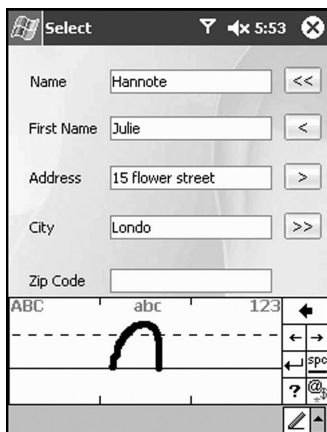 Select 5:53
Name Hannote <<
First Name Julie <
Address 15 flower street >
City Londo >>
Zip Code
ABC abc 123
spc
? @*$